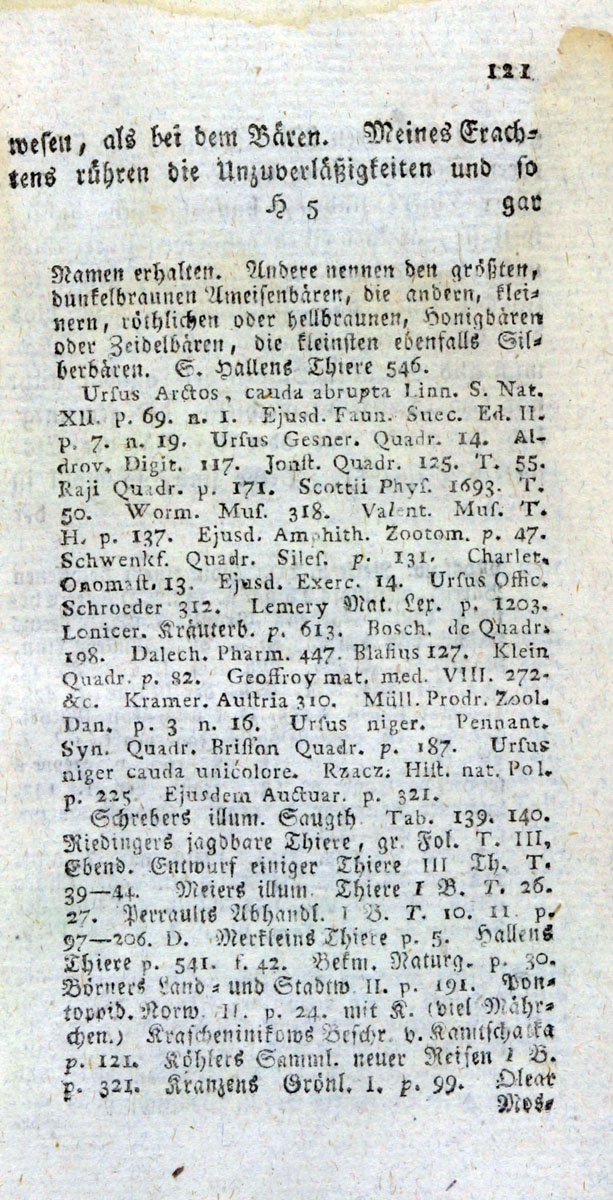 121
wesen, als bei dem Bären. Meines Erach-
tens rühren die Unzuverläßigkeiten und so
H 5 gar
Namen erhalten. Andere nennen den größten,
dunkelbraunen Ameisenbären, die andern, klei-
nern, röthlichen oder hellbraunen, Honigbären
oder Zeidelbären, die kleinsten ebenfalls Sil-
berbären. S. Hallens Thiere 546.
Ursus Arctos, cauda abrupta Linn. S. Nat.
XII. p. 69. n. 1. Ejusd. Faun. Suec. Ed. II.
p. 7. n. 19. Ursus Gesner. Quadr. 14. Al-
drov. Digit. 117. Jonst. Quadr. 125. T. 55.
Raji Quadr. p. 171. Scottii Phys. 1693. T.
50. Worm. Mus. 318. Valent. Mus. T.
H. p. 137. Ejusd. Amphith. Zootom. p. 47.
Schwenkf. Quadr. Siles. p. 131. Charlet.
Onomast. 13. Ejusd. Exerc. 14. Ursus Offic.
Schroeder 312. Lemery Mat. Lex. p. 1203.
Lonicer. Kräuterb. p. 613. Bosch. de Quadr.
198. Dalech. Pharm. 447. Blasius 127. Klein
Quadr. p. 82. Geoffroy mat. med. VIII. 272.
&c. Kramer. Austria 310. Müll. Prodr. Zool.
Dan. p. 3 n. 16. Ursus niger. Pennant.
Syn. Quadr. Brisson Quadr. p. 187. Ursus
niger cauda unicolore. Rzacz. Hist. nat. Pol.
p. 225 Ejusdem Auctuar. p. 321.
Schrebers illum. Saugth. Tab. 139. 140.
Riedingers jagdbare Thiere, gr. Fol. T. III,
Ebend. Entwurf einiger Thiere III Th. T.
39—44. Meiers illum. Thiere I B. T. 26.
27. Perraults Abhandl. I B. T. 10. 11. p.
97—206. D. Merkleins Thiere p. 5. Hallens
Thiere p. 541. f. 42. Bekm. Naturg. p. 30.
Börners Land- und Stadtw. II. p. 191. Pon-
toppid. Norw. II. p. 24. mit K. (viel Mähr-
chen.) Krascheninikows Beschr. v. Kamtschatka
p. 121. Köhlers Samml. neuer Reisen I B.
p. 321. Kranzens Grönl. I. p. 99. Olear
Mos-